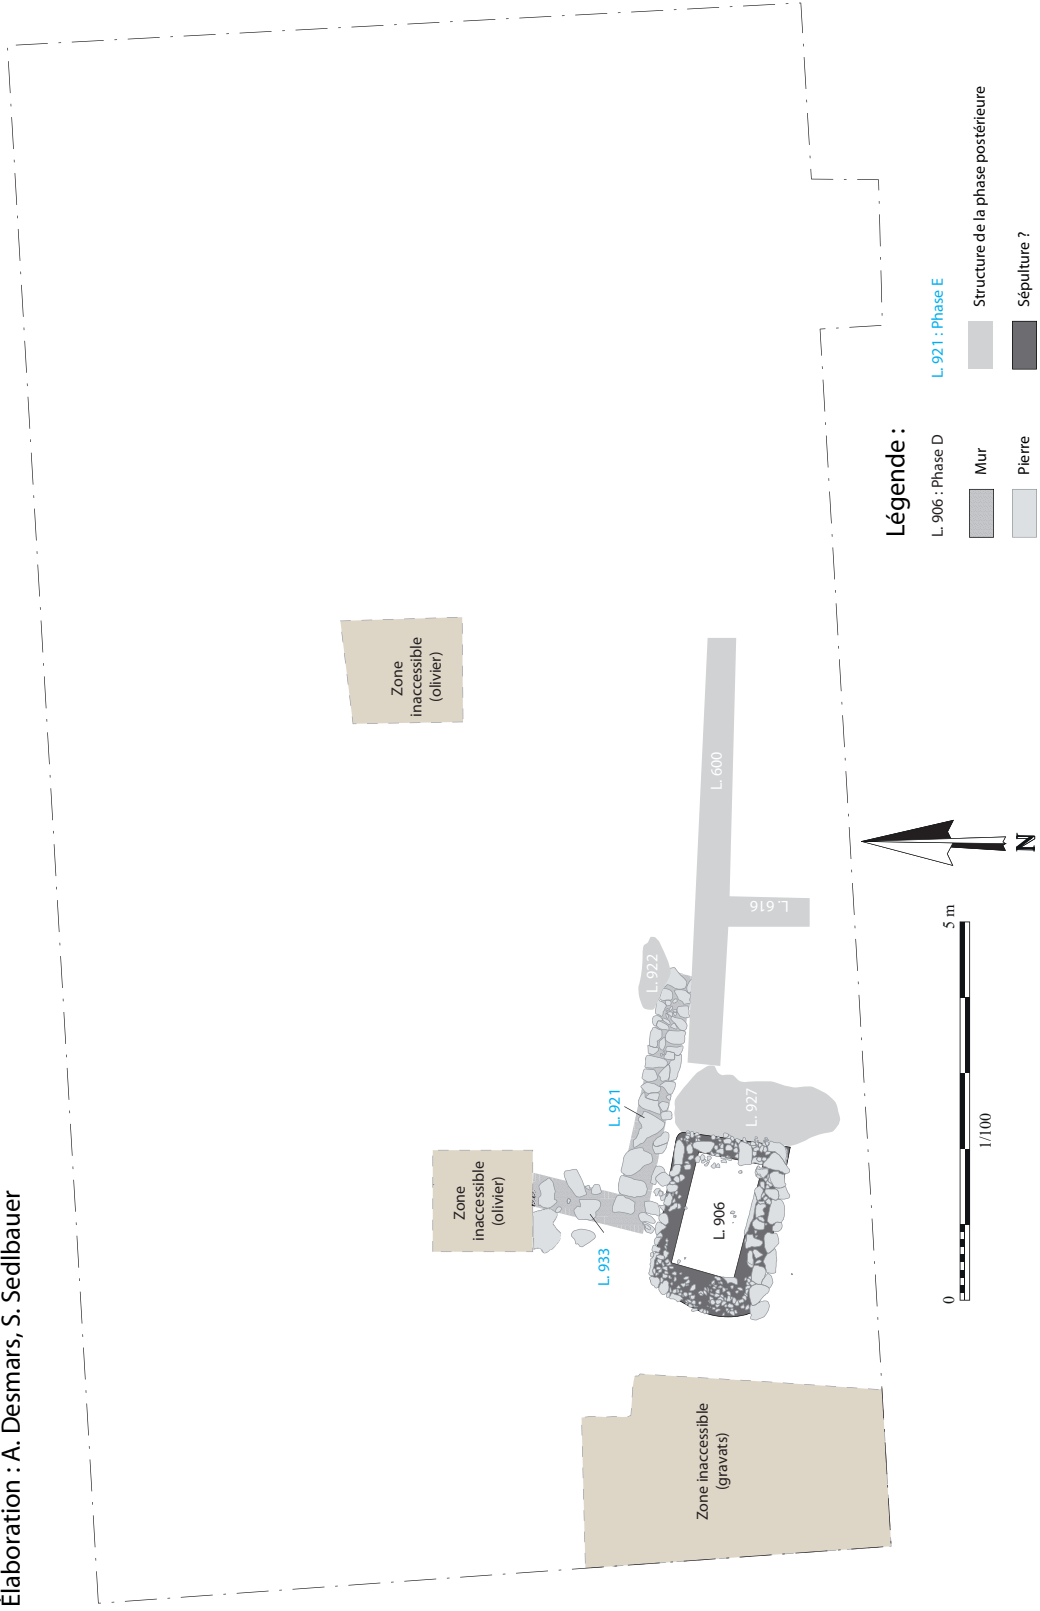 Élaboration : A. Desmars, S. Sedlbauer
Zone
inaccessible
(olivier)
Zone
inaccessible
(olivier)
L. 933
L. 921
L. 922
L. 600
L. 616
L. 927
L. 906
Zone inaccessible
(gravats)
Légende :
L. 906 : Phase D
L. 921 : Phase E
Mur
Structure de la phase postérieure
Pierre
Sépulture ?
0
5 m
1/100
N